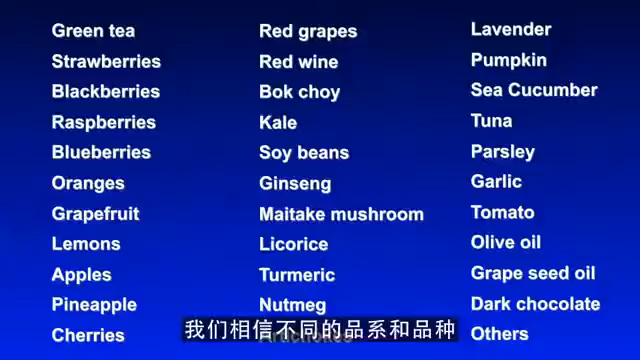 Green tea
Strawberries
Blackberries
Raspberries
Blueberries
Oranges
Grapefruit
Lemons
Apples
Pineapple
Cherries
Red grapes
Red wine
Bok choy
Kale
Soy beans
Ginseng
Maitake mushroom
Licorice
Turmeric
Nutmeg
Artichokes
Lavender
Pumpkin
Sea Cucumber
Tuna
Parsley
Garlic
Tomato
Olive oil
Grape seed oil
Dark chocolate
Others
我们相信不同的品系和品种